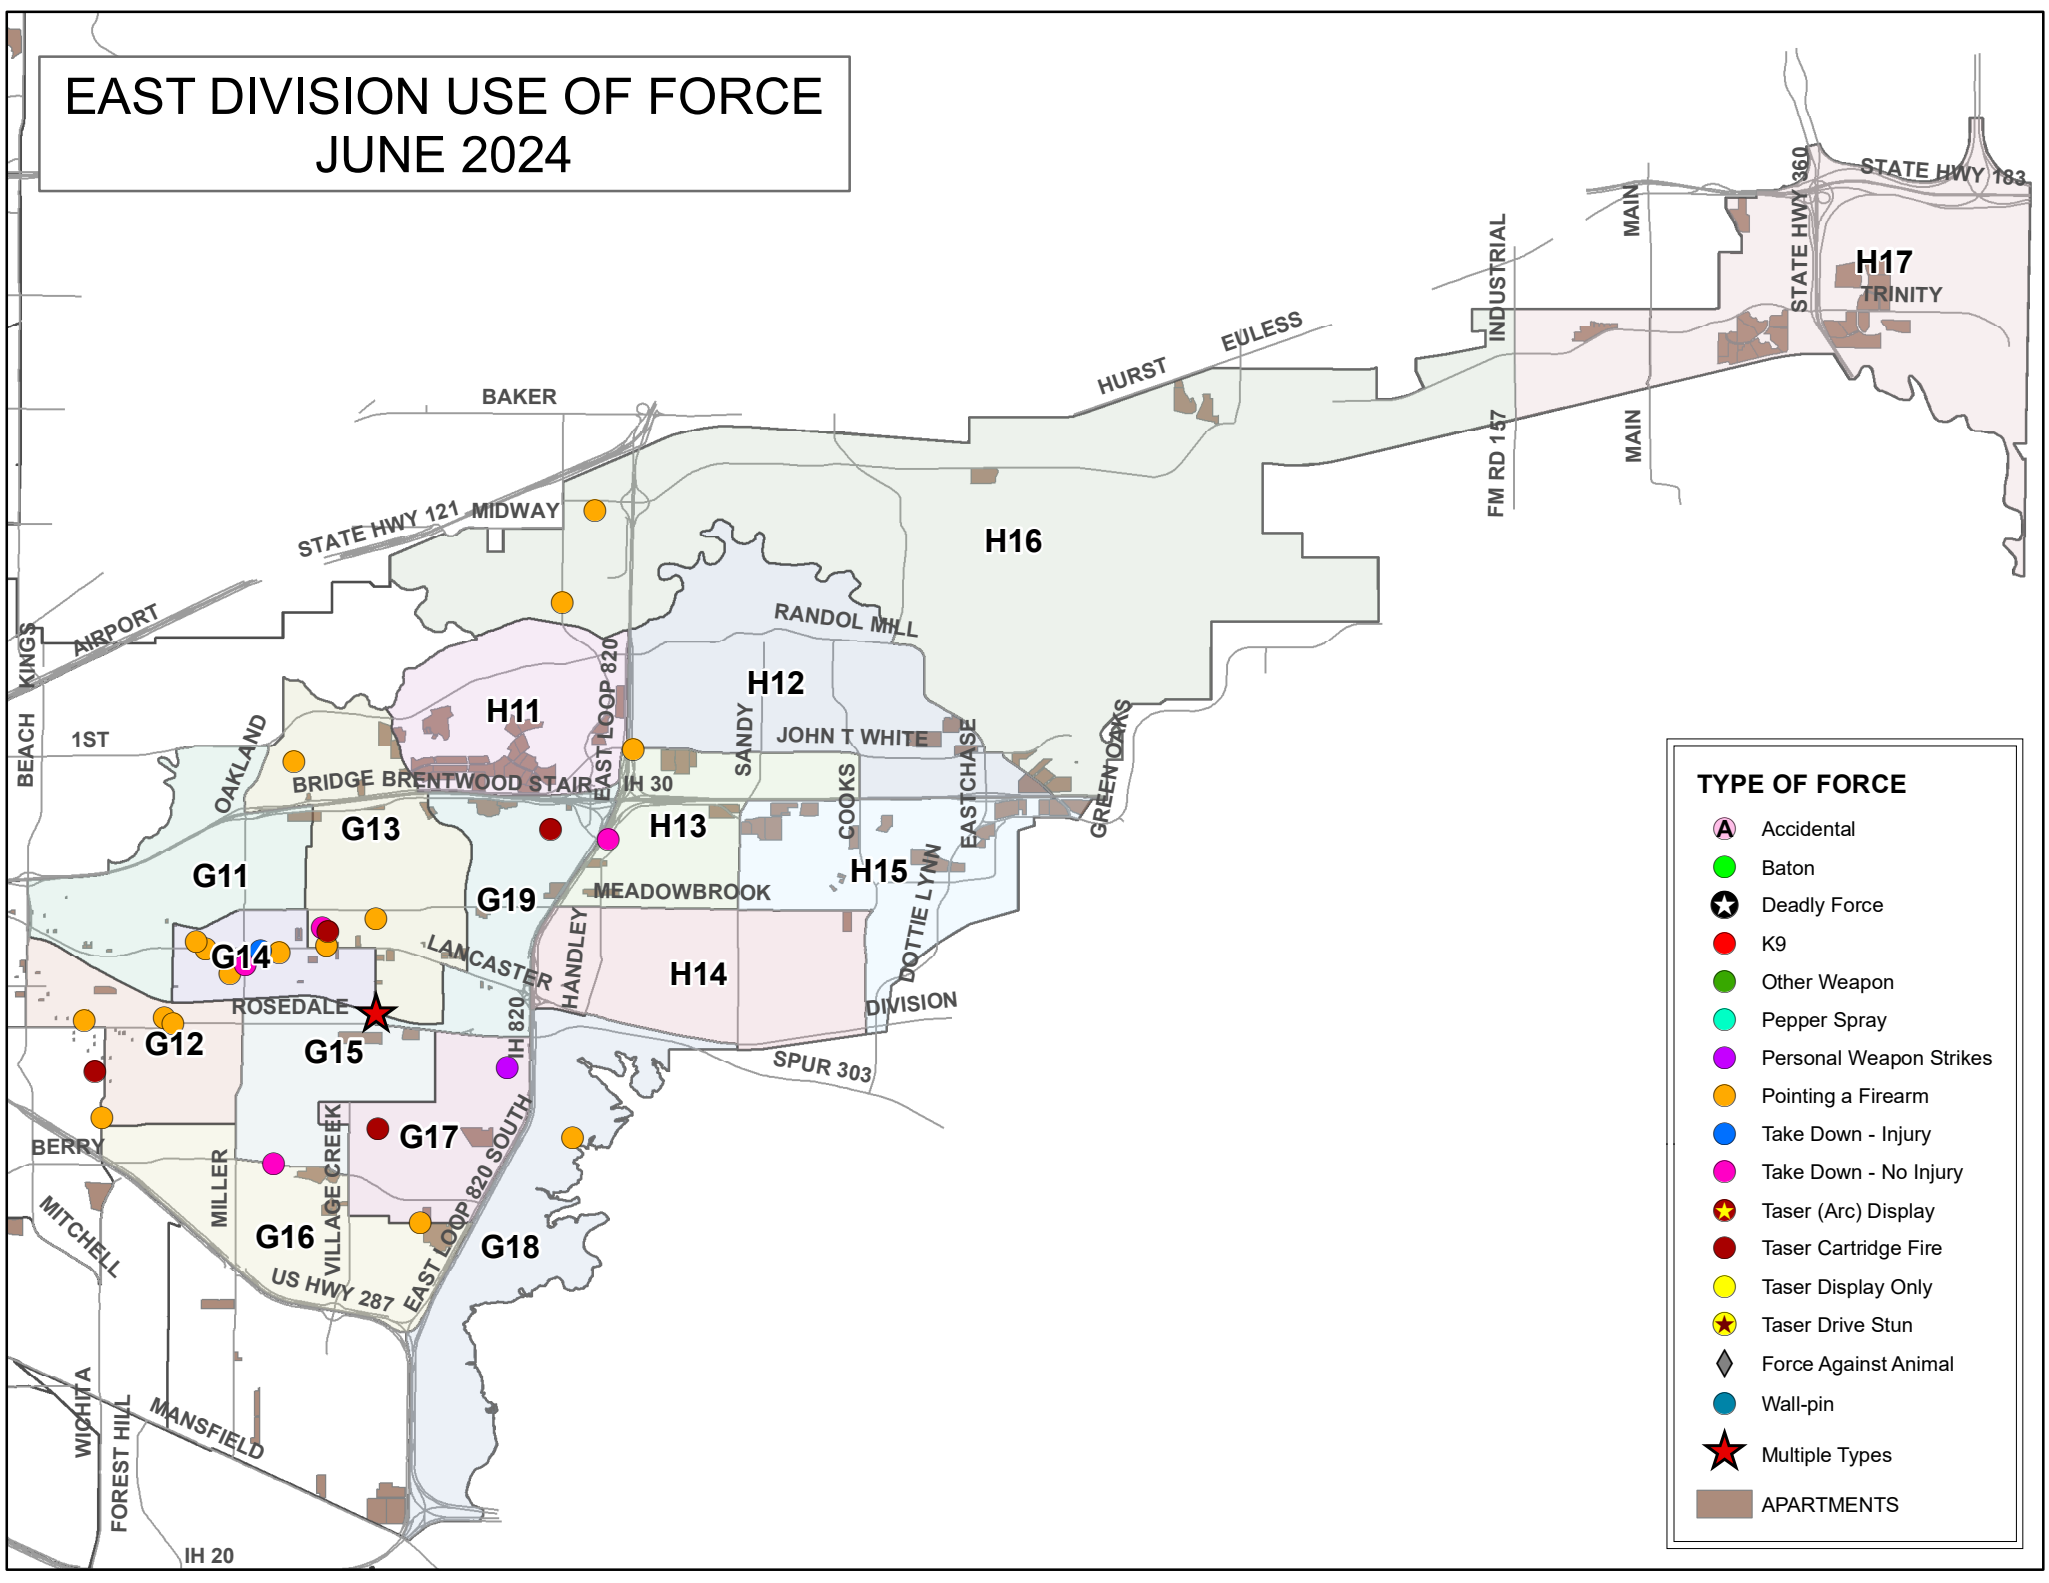 EAST DIVISION USE OF FORCE
JUNE 2024
STATE HWY 183
STATE HWY 360
MAIN
INDUSTRIAL
H17
TRINITY
EULESS
HURST
BAKER
FM RD 157
MAIN
STATE HWY 121
MIDWAY
H16
AIRPORT
KINGS
RANDOL MILL
EAST LOOP 820
H12
H11
BEACH
1ST
OAKLAND
SANDY
JOHN T WHITE
EASTCHASE
GREEN OAKS
BRIDGE
BRENTWOOD STAIR
IH 30
COOKS
G13
H13
G11
H15
G19
MEADOWBROOK
DOTTIE LYNN
HANDLEY
LANCASTER
G14
H14
ROSEDALE
DIVISION
IH 820
G12
G15
SPUR 303
G17
BERRY
VILLAGE CREEK
MILLER
EAST LOOP 820 SOUTH
MITCHELL
G16
G18
US HWY 287
WICHITA
FOREST HILL
MANSFIELD
IH 20
TYPE OF FORCE
A
Accidental
Baton
Deadly Force
K9
Other Weapon
Pepper Spray
Personal Weapon Strikes
Pointing a Firearm
Take Down - Injury
Take Down - No Injury
Taser (Arc) Display
Taser Cartridge Fire
Taser Display Only
Taser Drive Stun
Force Against Animal
Wall-pin
Multiple Types
APARTMENTS